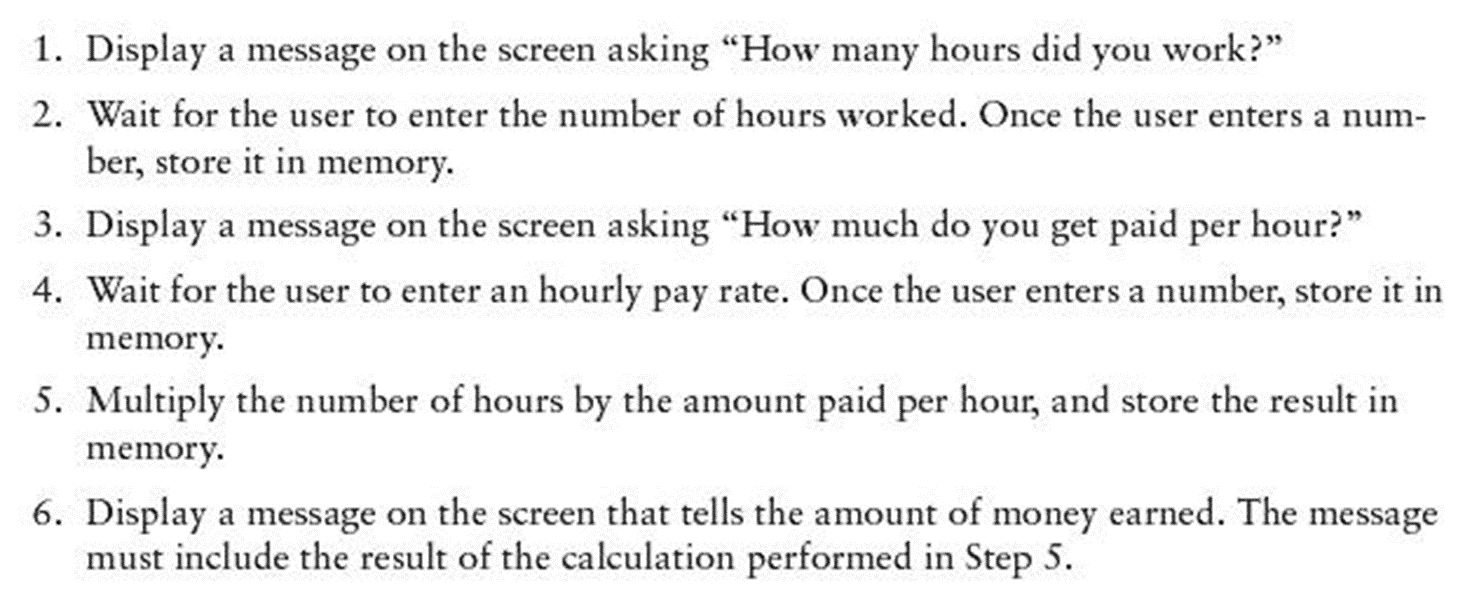 1. Display a message on the screen asking “How many hours did you work?”
2. Wait for the user to enter the number of hours worked. Once the user enters a num-
ber, store it in memory.
3. Display a message on the screen asking “How much do you get paid per hour?”
4. Wait for the user to enter an hourly pay rate. Once the user enters a number, store it in
memory.
5. Multiply the number of hours by the amount paid per hour, and store the result in
memory.
6. Display a message on the screen that tells the amount of money earned. The message
must include the result of the calculation performed in Step 5.